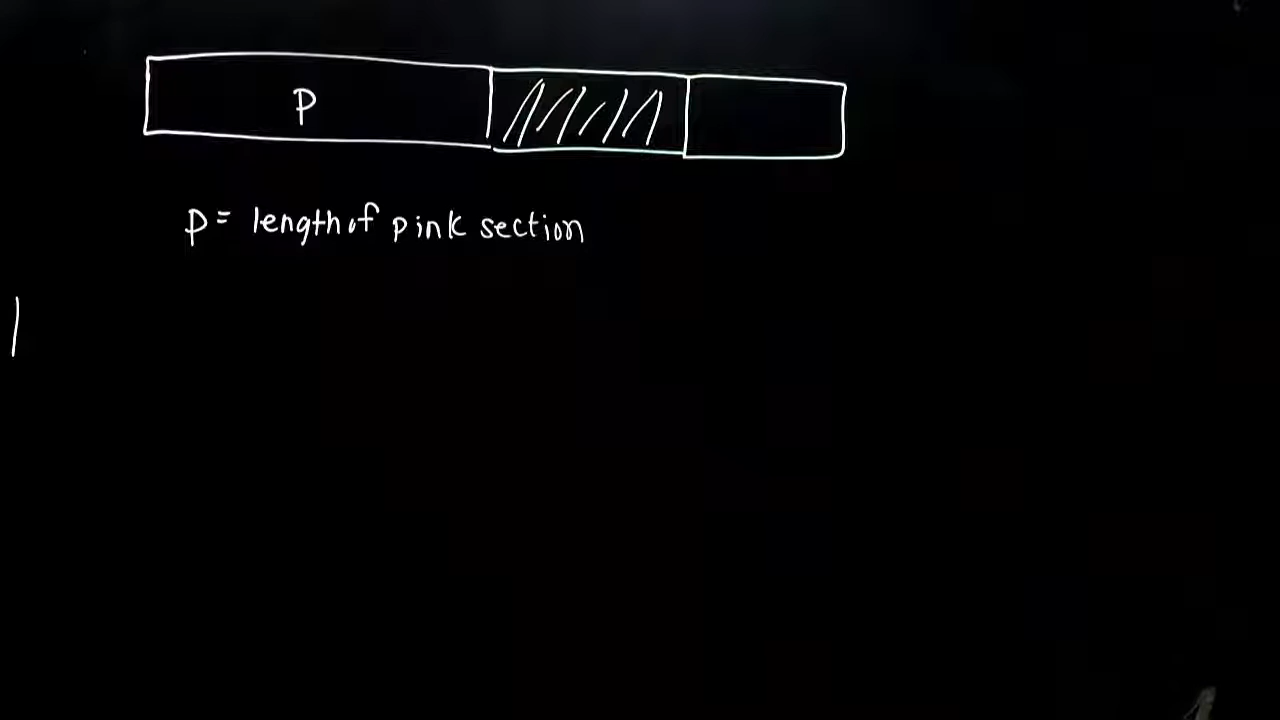 P
P = length of pink section